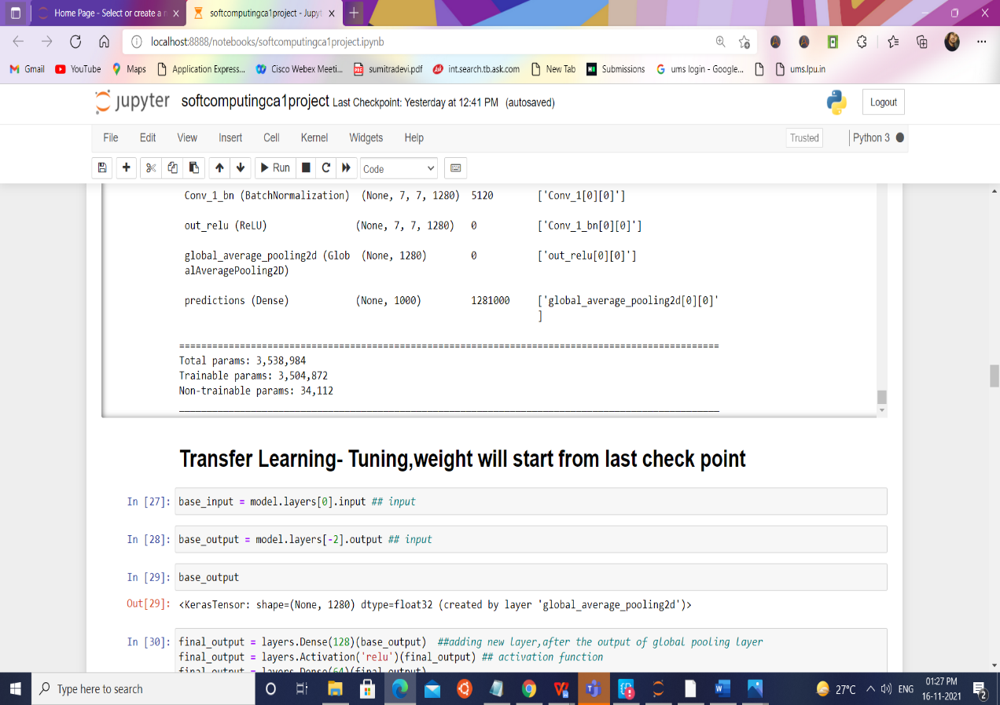 Home Page - Select or create a n X
softcomputingca1project - Jupyt X
localhost:8888/notebooks/softcomputingca1project.ipynb
Gmail YouTube Maps Application Express... Cisco Webex Meeti... sumitradevi.pdf int.search.tb.ask.com New Tab Submissions ums login - Google... ums.lpu.in
jupyter softcomputingca1project Last Checkpoint: Yesterday at 12:41 PM (autosaved) Logout
File Edit View Insert Cell Kernel Widgets Help Trusted Python 3
Run Code
Conv_1_bn (BatchNormalization) (None, 7, 7, 1280) 5120 ['Conv_1[0][0]']
out_relu (ReLU) (None, 7, 7, 1280) 0 ['Conv_1_bn[0][0]']
global_average_pooling2d (Glob (None, 1280) 0 ['out_relu[0][0]']
alAveragePooling2D)
predictions (Dense) (None, 1000) 1281000 ['global_average_pooling2d[0][0]'
]
==================================================================================================
Total params: 3,538,984
Trainable params: 3,504,872
Non-trainable params: 34,112
__________________________________________________________________________________________________
Transfer Learning- Tuning,weight will start from last check point
In [27]: base_input = model.layers[0].input ## input
In [28]: base_output = model.layers[-2].output ## input
In [29]: base_output
Out[29]: <KerasTensor: shape=(None, 1280) dtype=float32 (created by layer 'global_average_pooling2d')>
In [30]: final_output = layers.Dense(128)(base_output) ##adding new layer,after the output of global pooling layer
final_output = layers.Activation('relu')(final_output) ## activation function
final_output = layers.Dense(64)(final_output)
Type here to search
27°C ENG 01:27 PM
16-11-2021
2